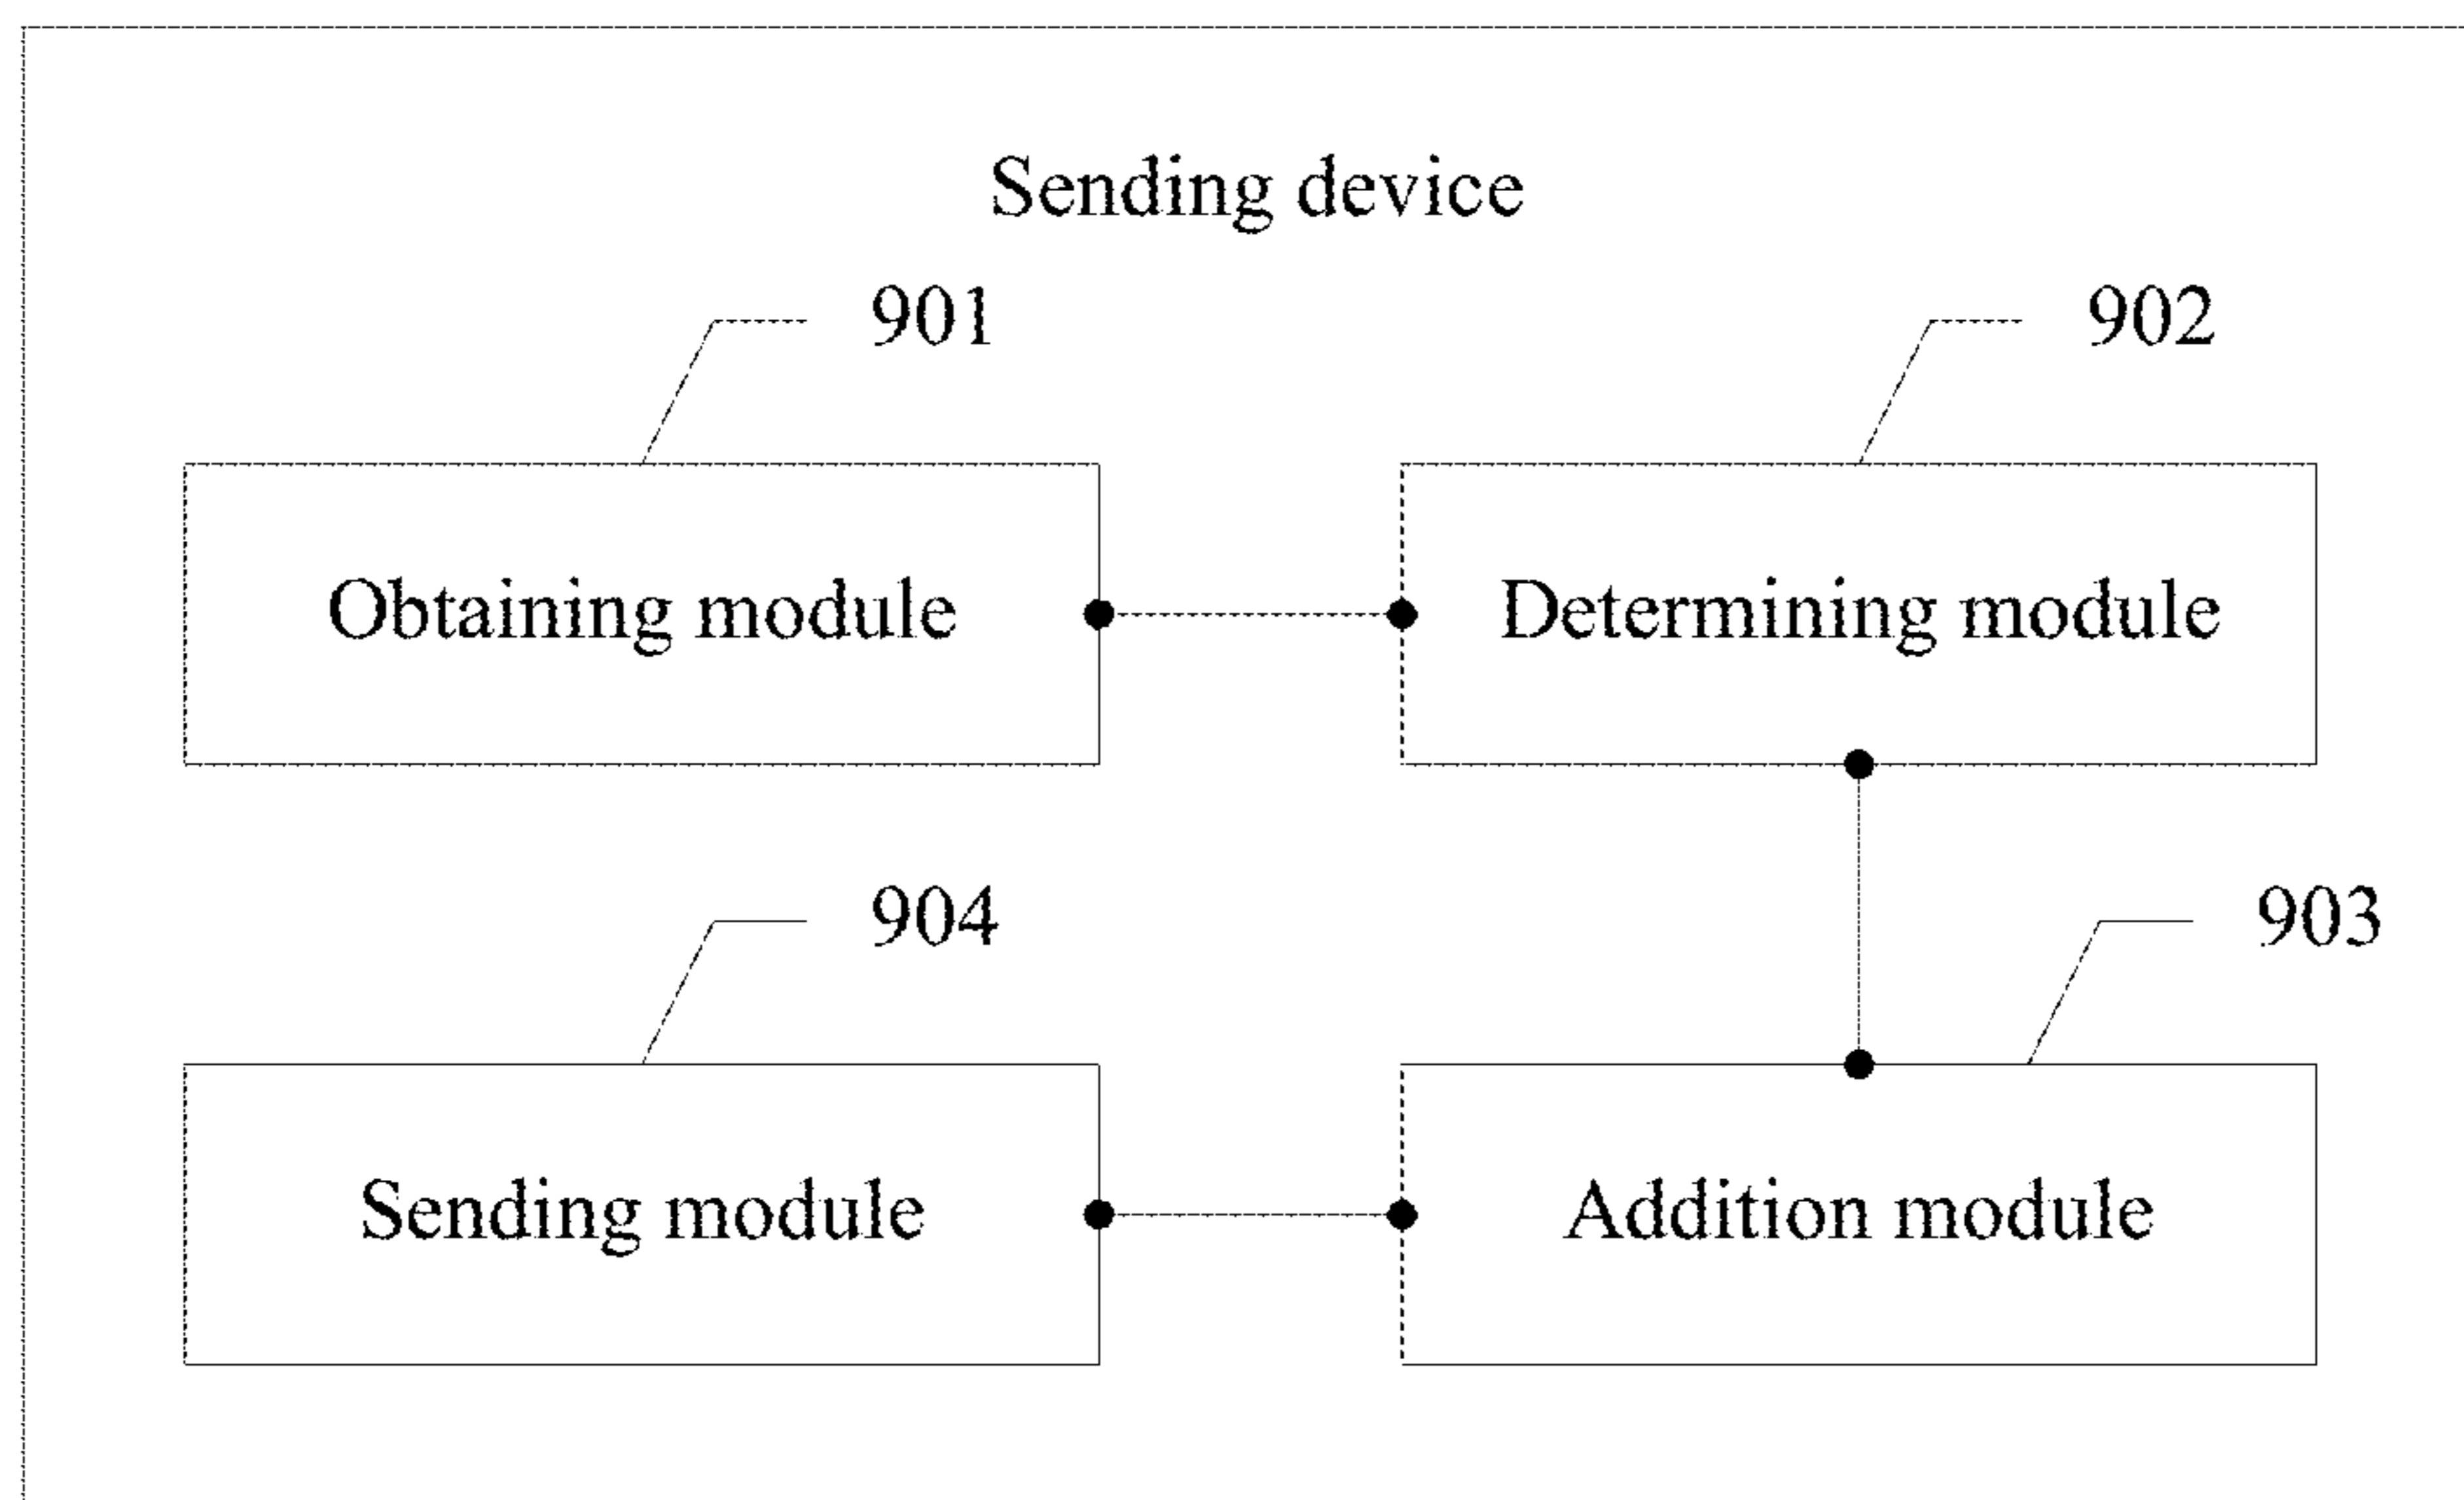 Sending device
901
902
Obtaining module
Determining module
904
903
Sending module
Addition module